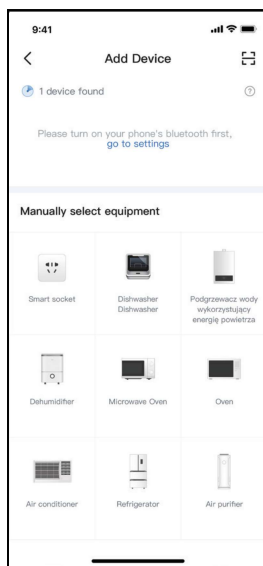 9:41
Add Device
1 device found
Please turn on your phone's bluetooth first,
go to settings
Manually select equipment
Smart socket
Dishwasher
Dishwasher
Podgrzewacz wody
wykorzystujący
energię powietrza
Dehumidifier
Microwave Oven
Oven
Air conditioner
Refrigerator
Air purifier